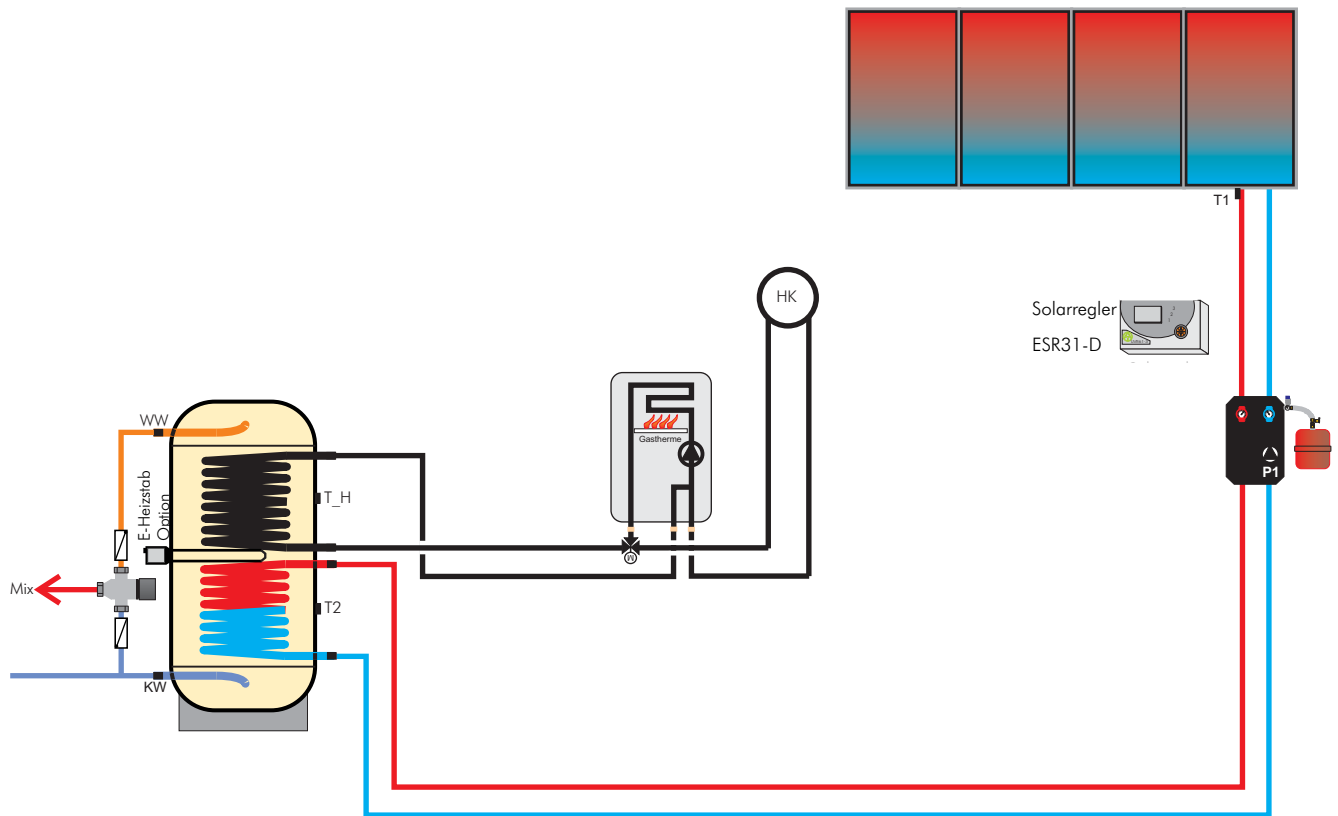 T1
HK
Solarregler
ESR31-D
Gastherme
WW
E-Heizstab
Option
T_H
P1
M
Mix
T2
KW